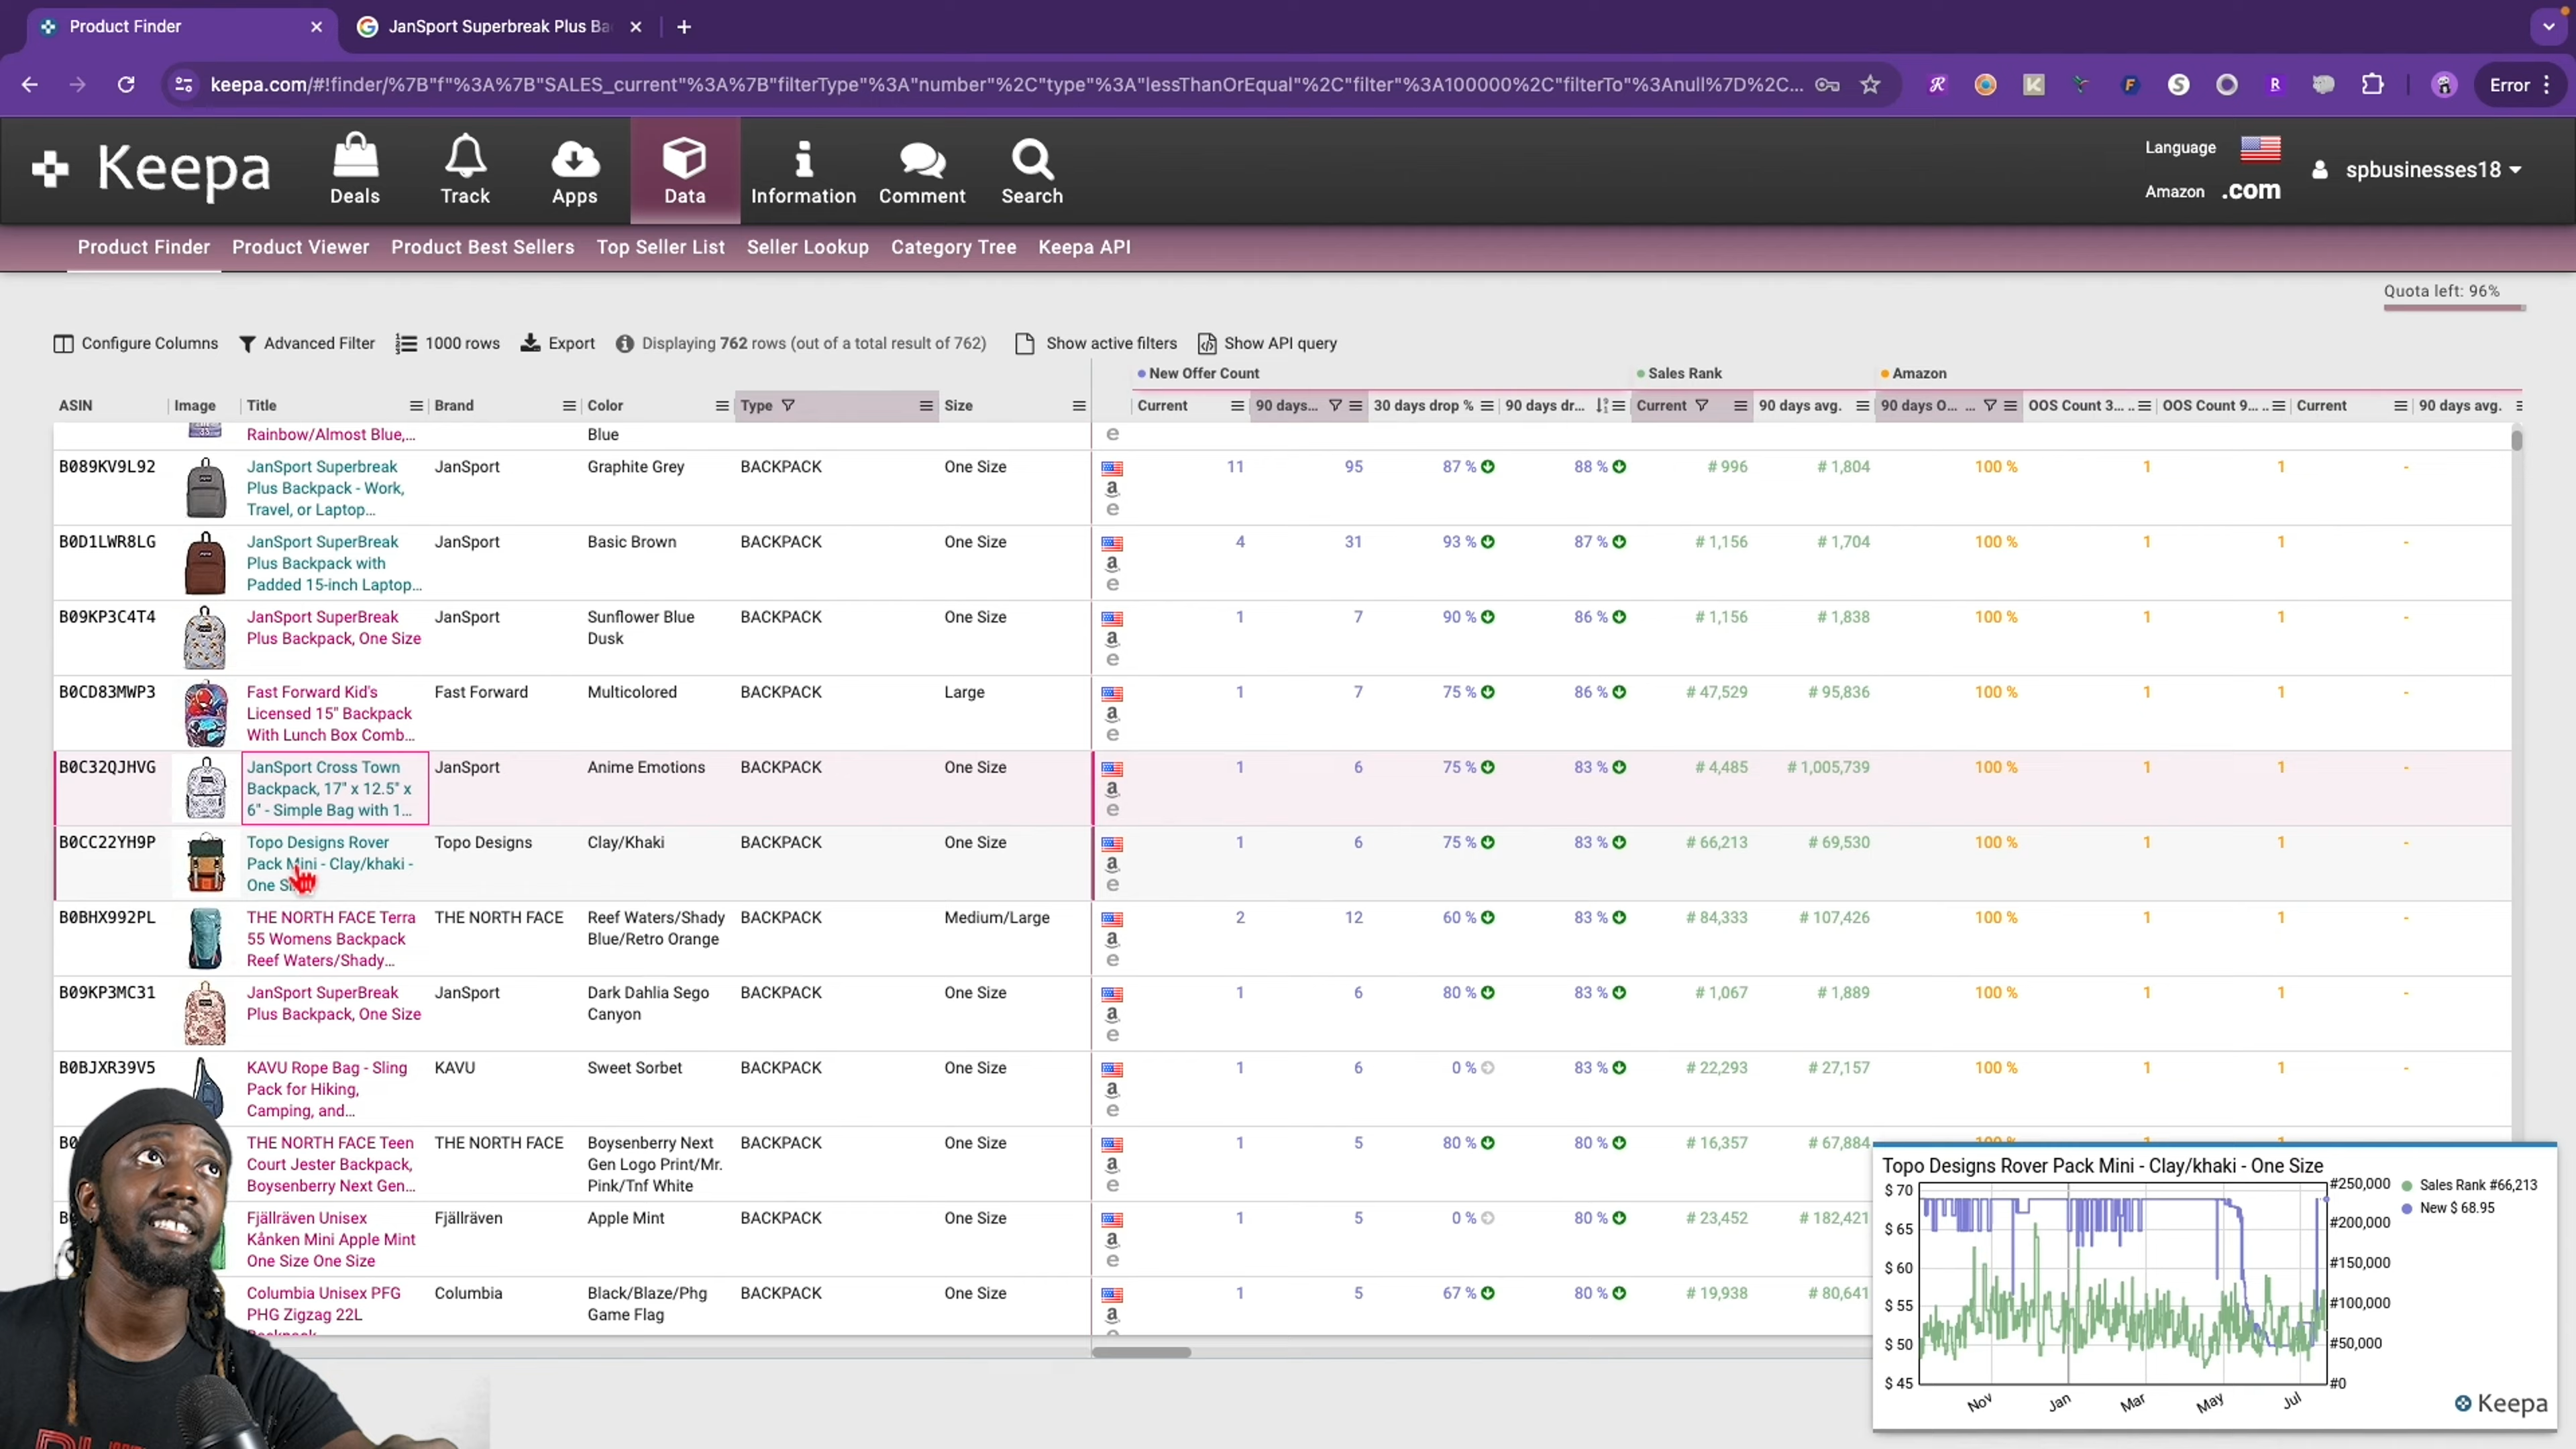 Product Finder
JanSport Superbreak Plus Ba
keepa.com/#!finder/%7B"f"%3A%7B"SALES_current"%3A%7B"filterType"%3A"number"%2C"type"%3A"lessThanOrEqual"%2C"filter"%3A100000%2C"filterTo"%3Anull%7D%2C...
Error
Keepa
Deals
Track
Apps
Data
Information
Comment
Search
Language
Amazon .com
spbusinesses18
Product Finder Product Viewer Product Best Sellers Top Seller List Seller Lookup Category Tree Keepa API
Quota left: 96%
Configure Columns Advanced Filter 1000 rows Export Displaying 762 rows (out of a total result of 762) Show active filters Show API query
New Offer Count Sales Rank Amazon
ASIN Image Title Brand Color Type Size Current 90 days... 30 days drop % 90 days dr... Current 90 days avg. 90 days O... ... OOS Count 3... .. OOS Count 9... .. Current 90 days avg.
Rainbow/Almost Blue,... Blue
B089KV9L92 JanSport Superbreak JanSport Graphite Grey BACKPACK One Size 11 95 87 % 88 % # 996 # 1,804 100 % 1 1 -
Plus Backpack - Work,
Travel, or Laptop...
B0D1LWR8LG JanSport SuperBreak JanSport Basic Brown BACKPACK One Size 4 31 93 % 87 % # 1,156 # 1,704 100 % 1 1 -
Plus Backpack with
Padded 15-inch Laptop...
B09KP3C4T4 JanSport SuperBreak JanSport Sunflower Blue BACKPACK One Size 1 7 90 % 86 % # 1,156 # 1,838 100 % 1 1 -
Plus Backpack, One Size Dusk
B0CD83MWP3 Fast Forward Kid's Fast Forward Multicolored BACKPACK Large 1 7 75 % 86 % # 47,529 # 95,836 100 % 1 1 -
Licensed 15" Backpack
With Lunch Box Comb...
B0C32QJHVG JanSport Cross Town JanSport Anime Emotions BACKPACK One Size 1 6 75 % 83 % # 4,485 # 1,005,739 100 % 1 1 -
Backpack, 17" x 12.5" x
6" - Simple Bag with 1...
B0CC22YH9P Topo Designs Rover Topo Designs Clay/Khaki BACKPACK One Size 1 6 75 % 83 % # 66,213 # 69,530 100 % 1 1 -
Pack Mini - Clay/khaki -
One
B0BHX992PL THE NORTH FACE Terra THE NORTH FACE Reef Waters/Shady BACKPACK Medium/Large 2 12 60 % 83 % # 84,333 # 107,426 100 % 1 1 -
55 Womens Backpack Blue/Retro Orange
Reef Waters/Shady...
B09KP3MC31 JanSport SuperBreak JanSport Dark Dahlia Sego BACKPACK One Size 1 6 80 % 83 % # 1,067 # 1,889 100 % 1 1 -
Plus Backpack, One Size Canyon
B0BJXR39V5 KAVU Rope Bag - Sling KAVU Sweet Sorbet BACKPACK One Size 1 6 0 % 83 % # 22,293 # 27,157 100 % 1 1 -
Pack for Hiking,
Camping, and...
THE NORTH FACE Teen THE NORTH FACE Boysenberry Next BACKPACK One Size 1 5 80 % 80 % # 16,357 # 67,884
Court Jester Backpack, Gen Logo Print/Mr.
Boysenberry Next Gen... Pink/Tnf White
Fjällräven Unisex Fjällräven Apple Mint BACKPACK One Size 1 5 0 % 80 % # 23,452 # 182,421
Kånken Mini Apple Mint
One Size One Size
Columbia Unisex PFG Columbia Black/Blaze/Phg BACKPACK One Size 1 5 67 % 80 % # 19,938 # 80,641
PHG Zigzag 22L Game Flag
Topo Designs Rover Pack Mini - Clay/khaki - One Size
$ 70
$ 65
$ 60
$ 55
$ 50
$ 45
#250,000
#200,000
#150,000
#100,000
#50,000
#0
Sales Rank #66,213
New $ 68.95
Nov Jan Mar May Jul
Keepa